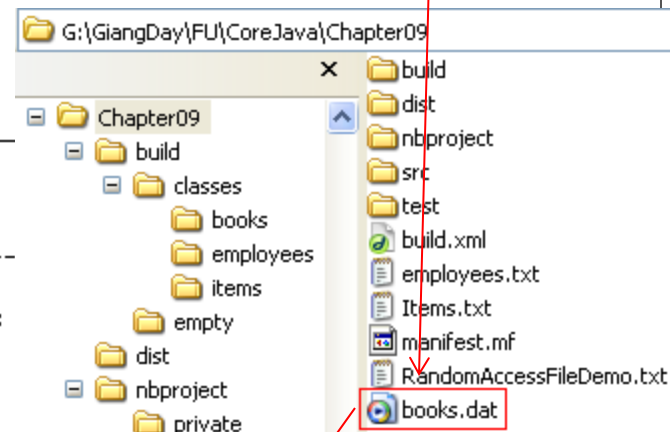 G:\GiangDay\FU\CoreJava\Chapter09
Chapter09
build
classes
books
employees
items
empty
dist
nbproject
private
build
dist
nbproject
src
test
build.xml
employees.txt
Items.txt
manifest.mf
RandomAccessFileDemo.txt
books.dat